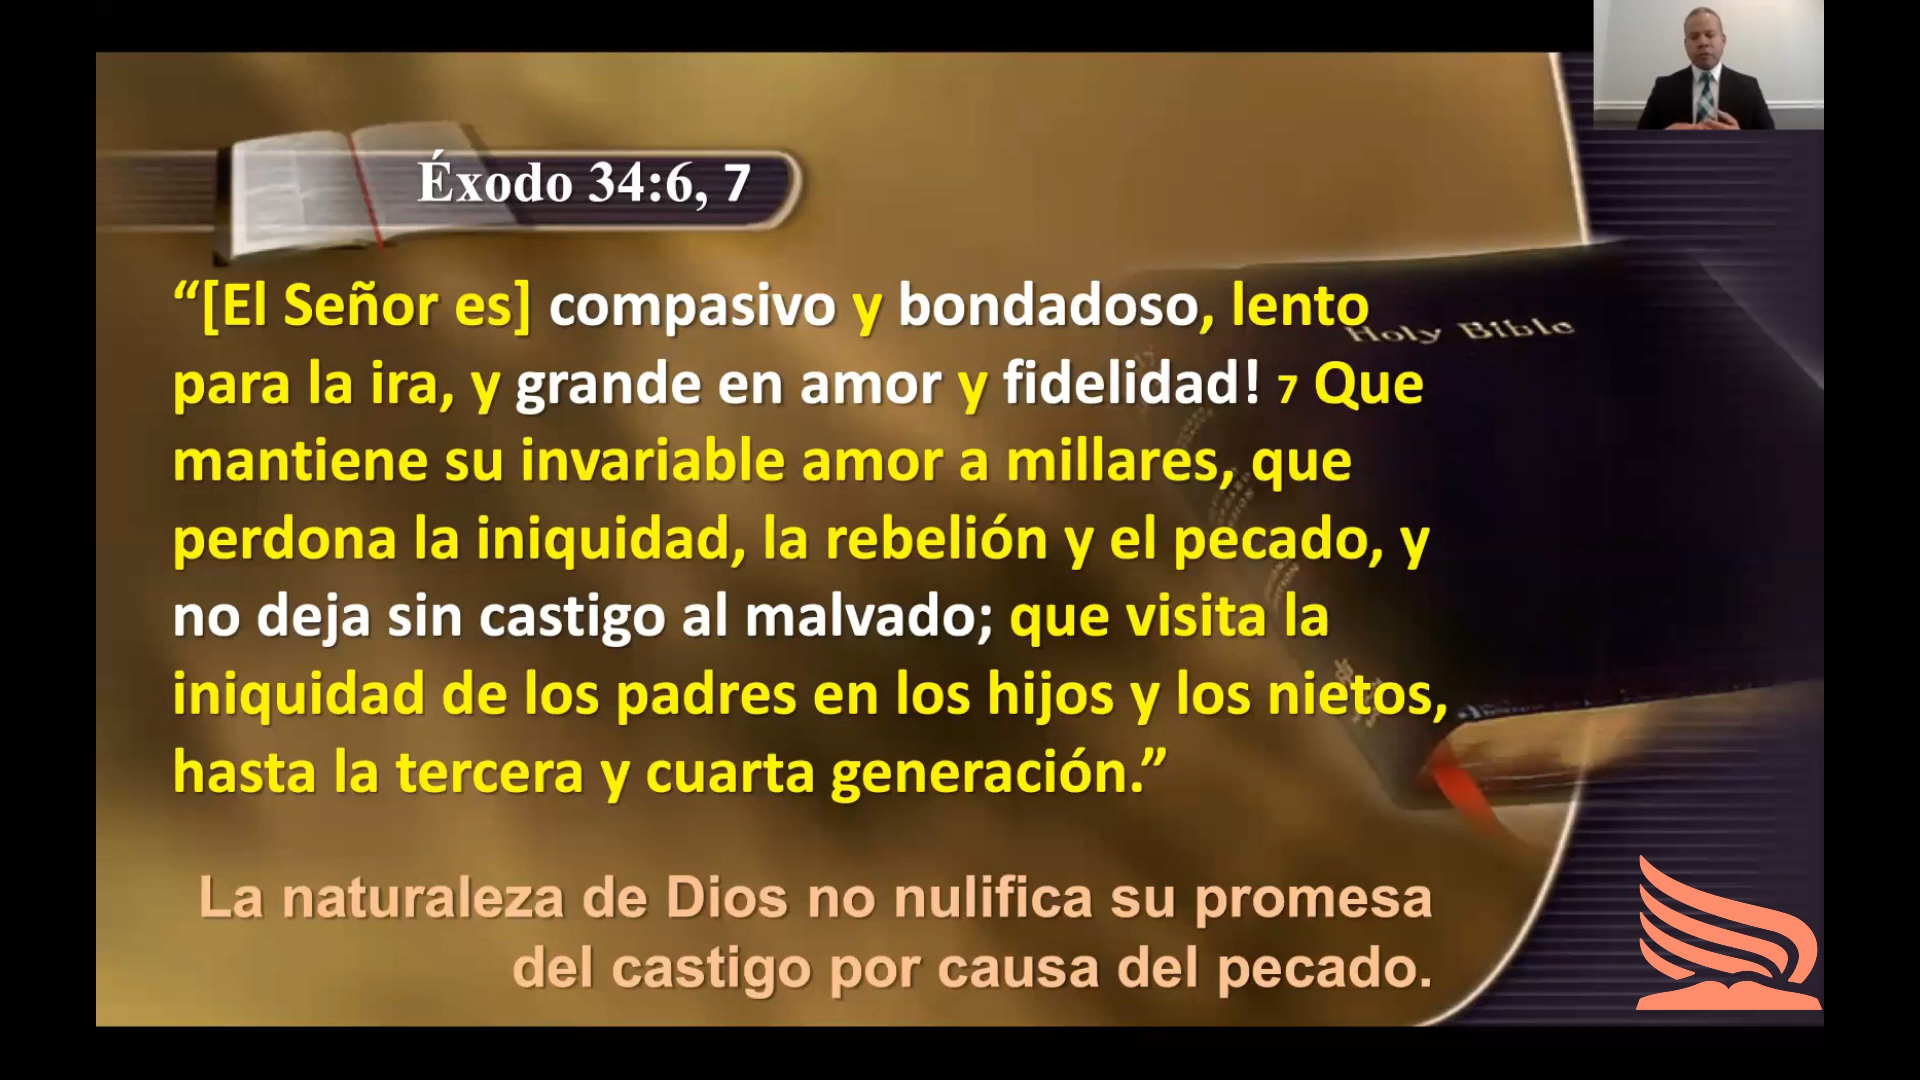 Éxodo 34:6, 7
“[El Señor es] compasivo y bondadoso, lento
Holy Bible
para la ira, y grande en amor y fidelidad! 7 Que
mantiene su invariable amor a millares, que
perdona la iniquidad, la rebelión y el pecado, y
no deja sin castigo al malvado; que visita la
iniquidad de los padres en los hijos y los nietos,
hasta la tercera y cuarta generación.”
La naturaleza de Dios no nulifica su promesa
del castigo por causa del pecado.